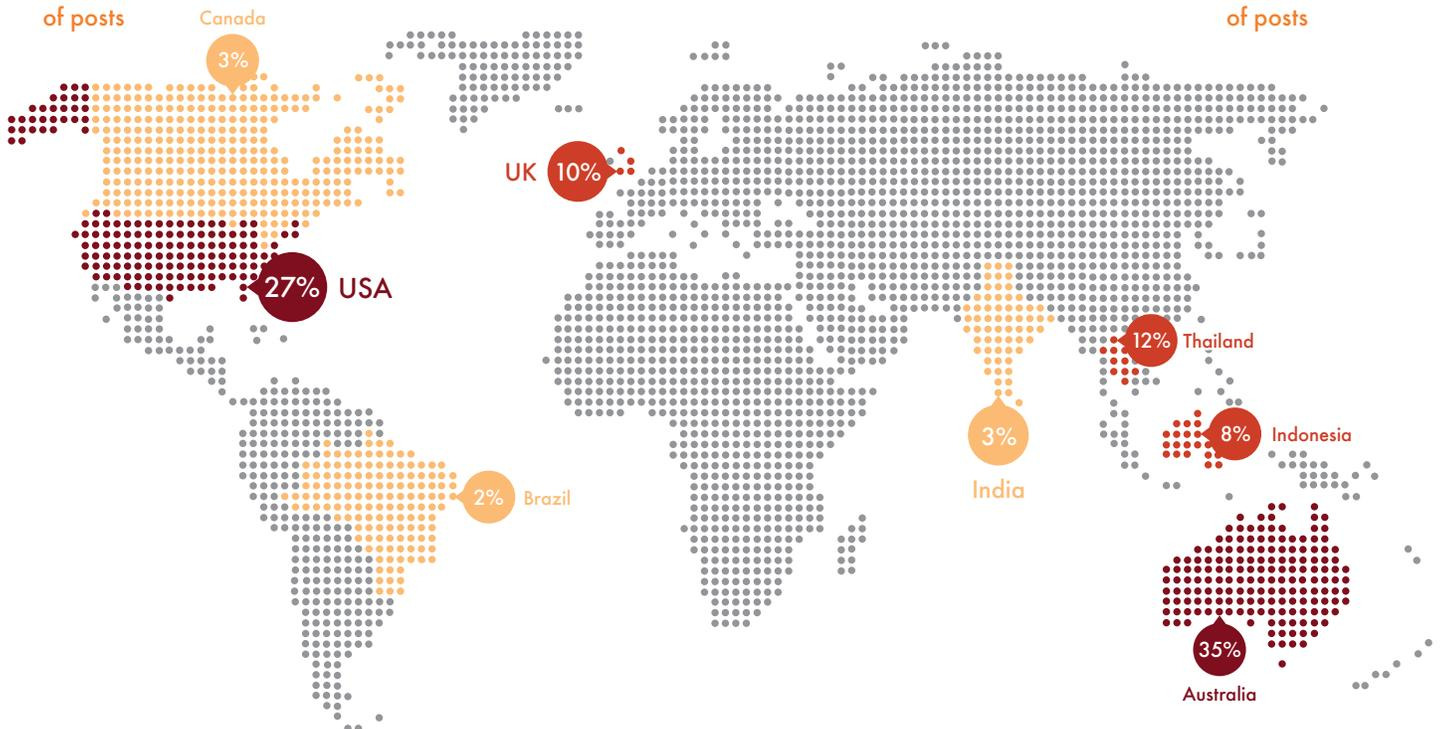 of posts
of posts
Canada
3%
UK
10%
27%
USA
12%
Thailand
8%
Indonesia
3%
India
2%
Brazil
35%
Australia